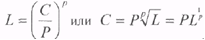 L = (C/P)^p или C = P ᵖ√L = PL^(1/p)